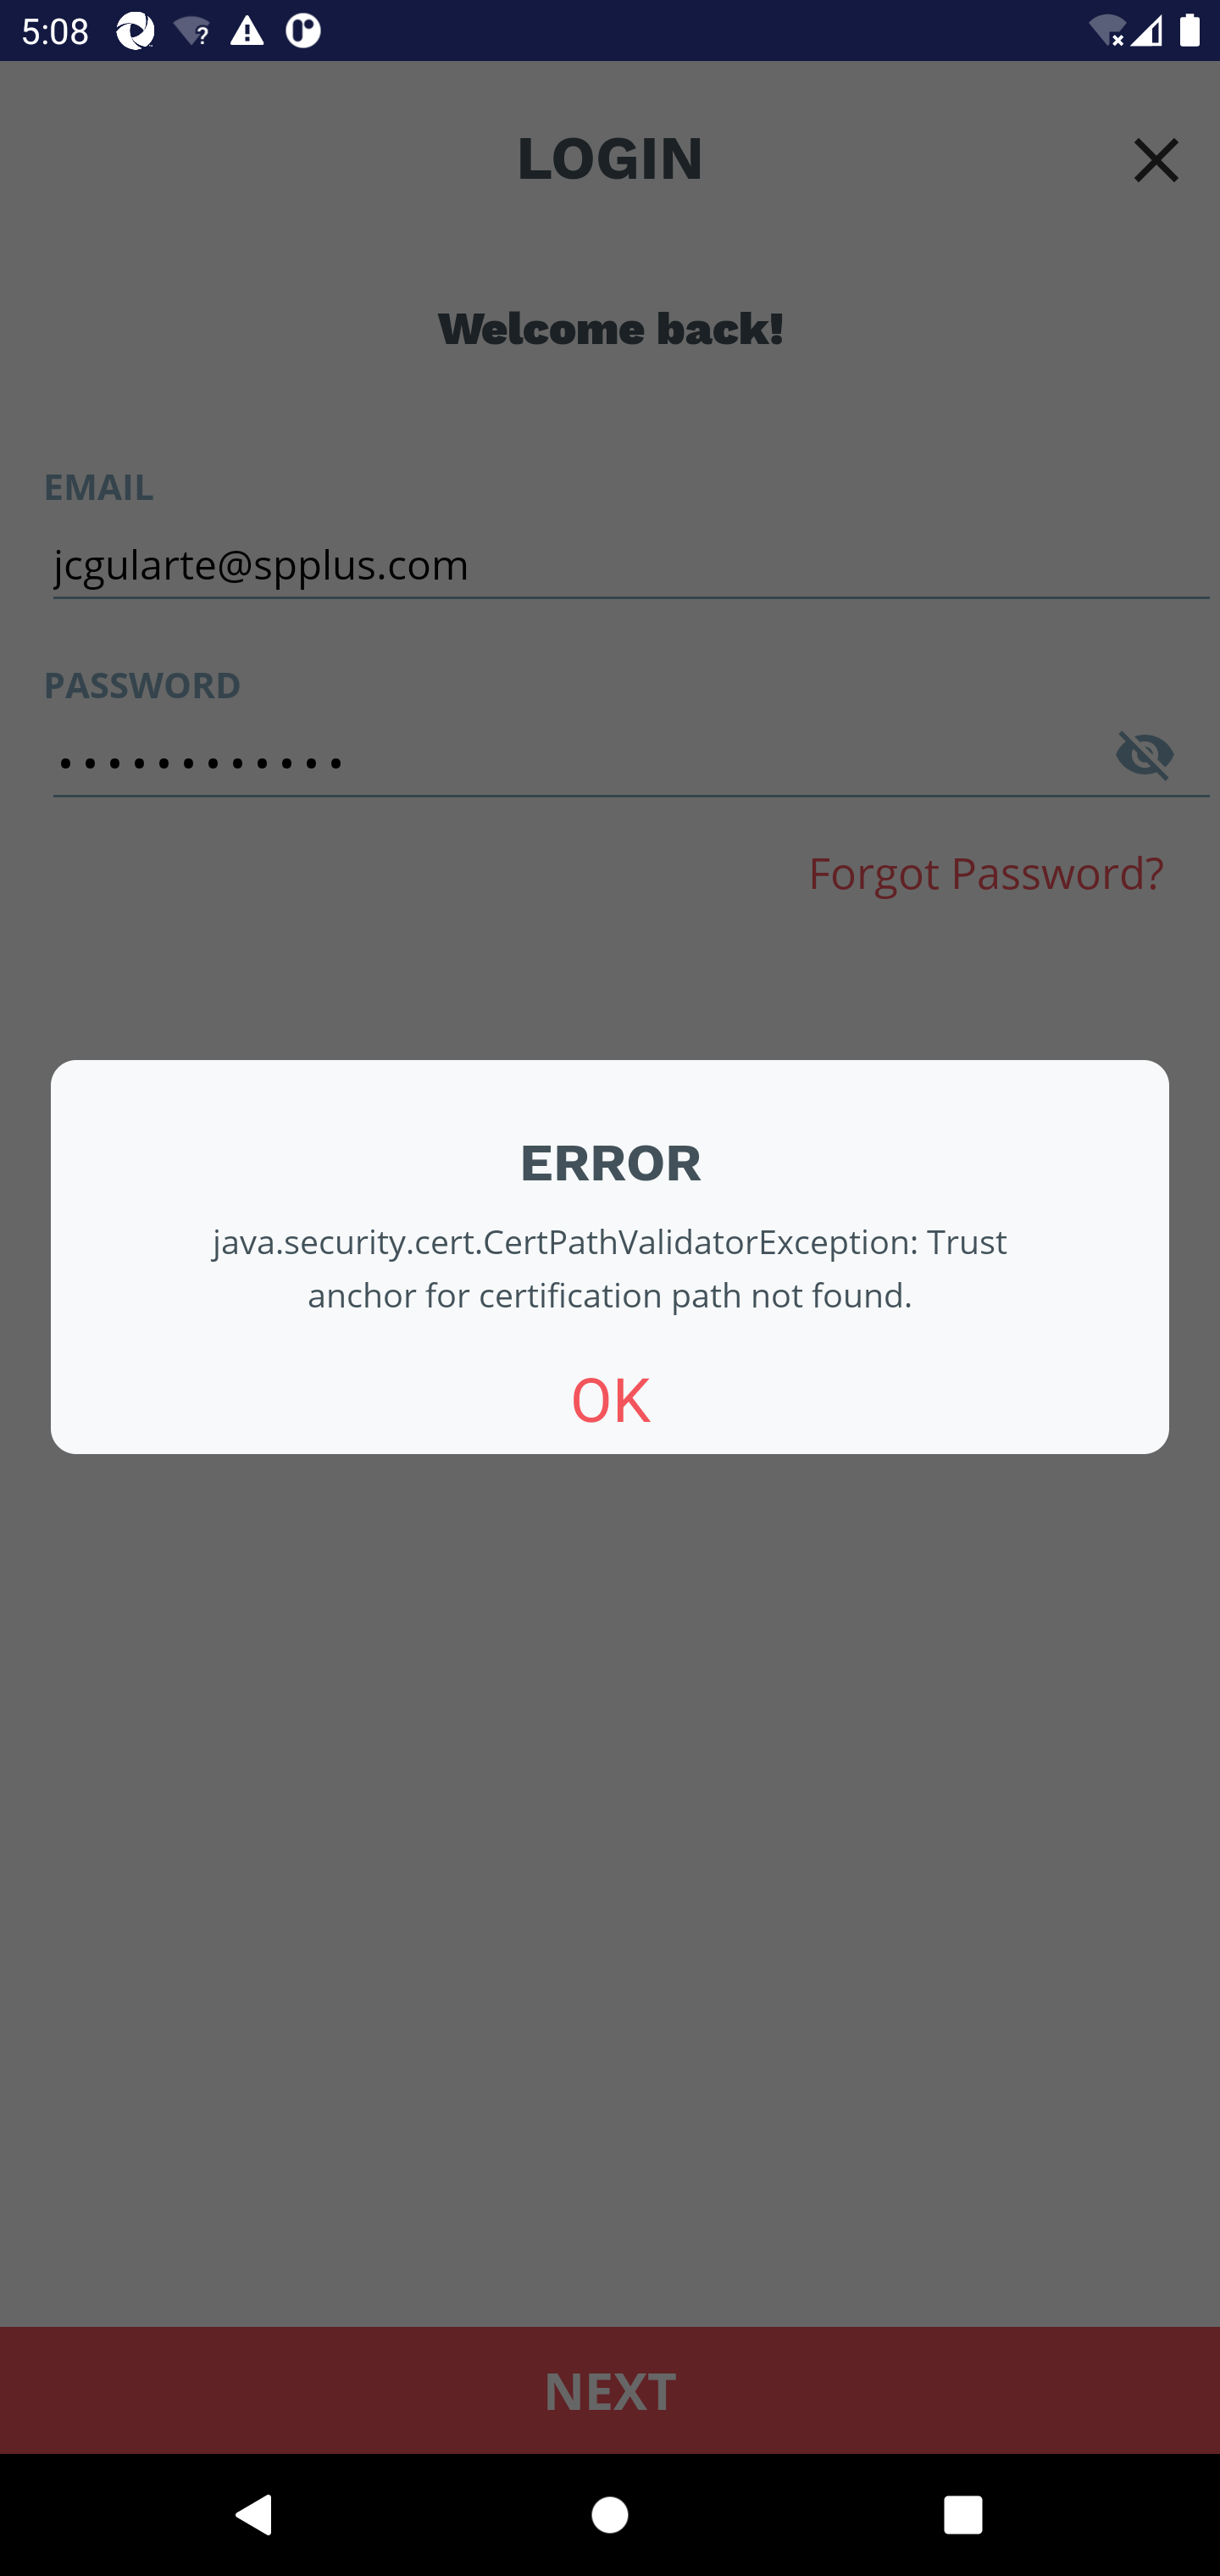 5:08
LOGIN
Welcome back!
EMAIL
jcgularte@spplus.com
PASSWORD
••••••••••••
Forgot Password?
ERROR
java.security.cert.CertPathValidatorException: Trust
anchor for certification path not found.
OK
NEXT